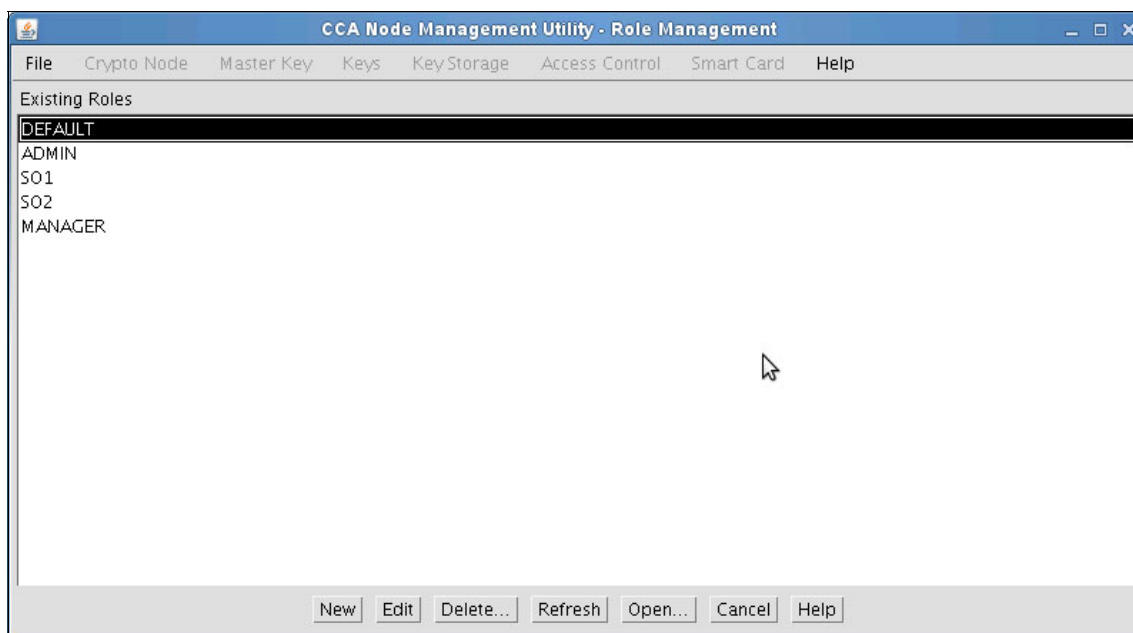 CCA Node Management Utility - Role Management
File Crypto Node Master Key Keys Key Storage Access Control Smart Card Help
Existing Roles
DEFAULT
ADMIN
SO1
SO2
MANAGER
New Edit Delete... Refresh Open... Cancel Help